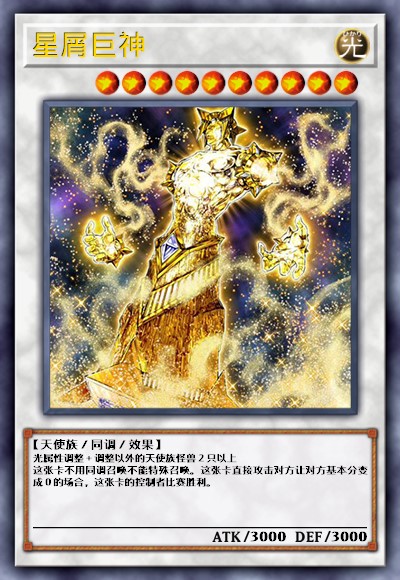 星屑巨神
ひかり
光
【天使族／同调／效果】
光属性调整＋调整以外的天使族怪兽２只以上
这张卡不用同调召唤不能特殊召唤。这张卡直接攻击对方让对方基本分变
成０的场合，这张卡的控制者比赛胜利。
ATK/3000 DEF/3000